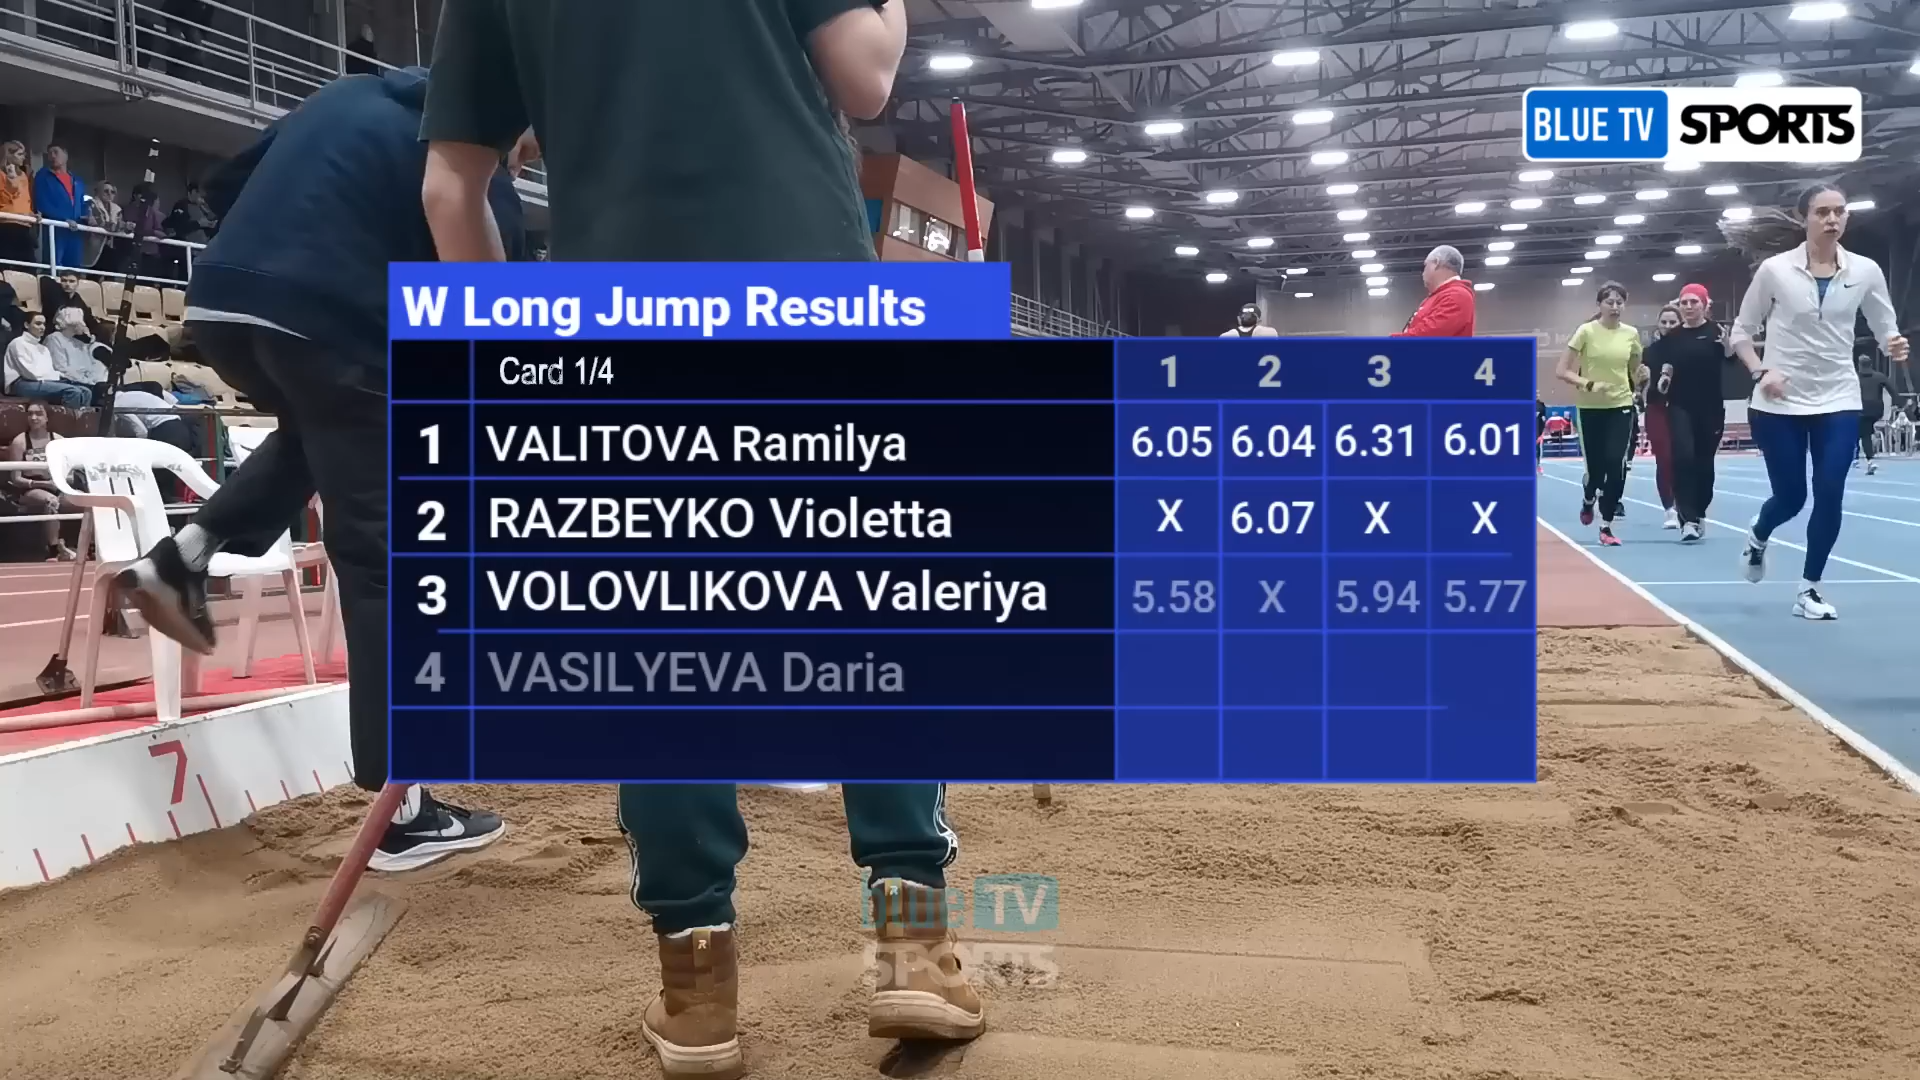 BLUE TV SPORTS
W Long Jump Results
Card 1/4 1 2 3 4
1 VALITOVA Ramilya 6.05 6.04 6.31 6.01
2 RAZBEYKO Violetta X 6.07 X X
3 VOLOVLIKOVA Valeriya 5.58 X 5.94 5.77
4 VASILYEVA Daria
7
blue TV
SPORTS